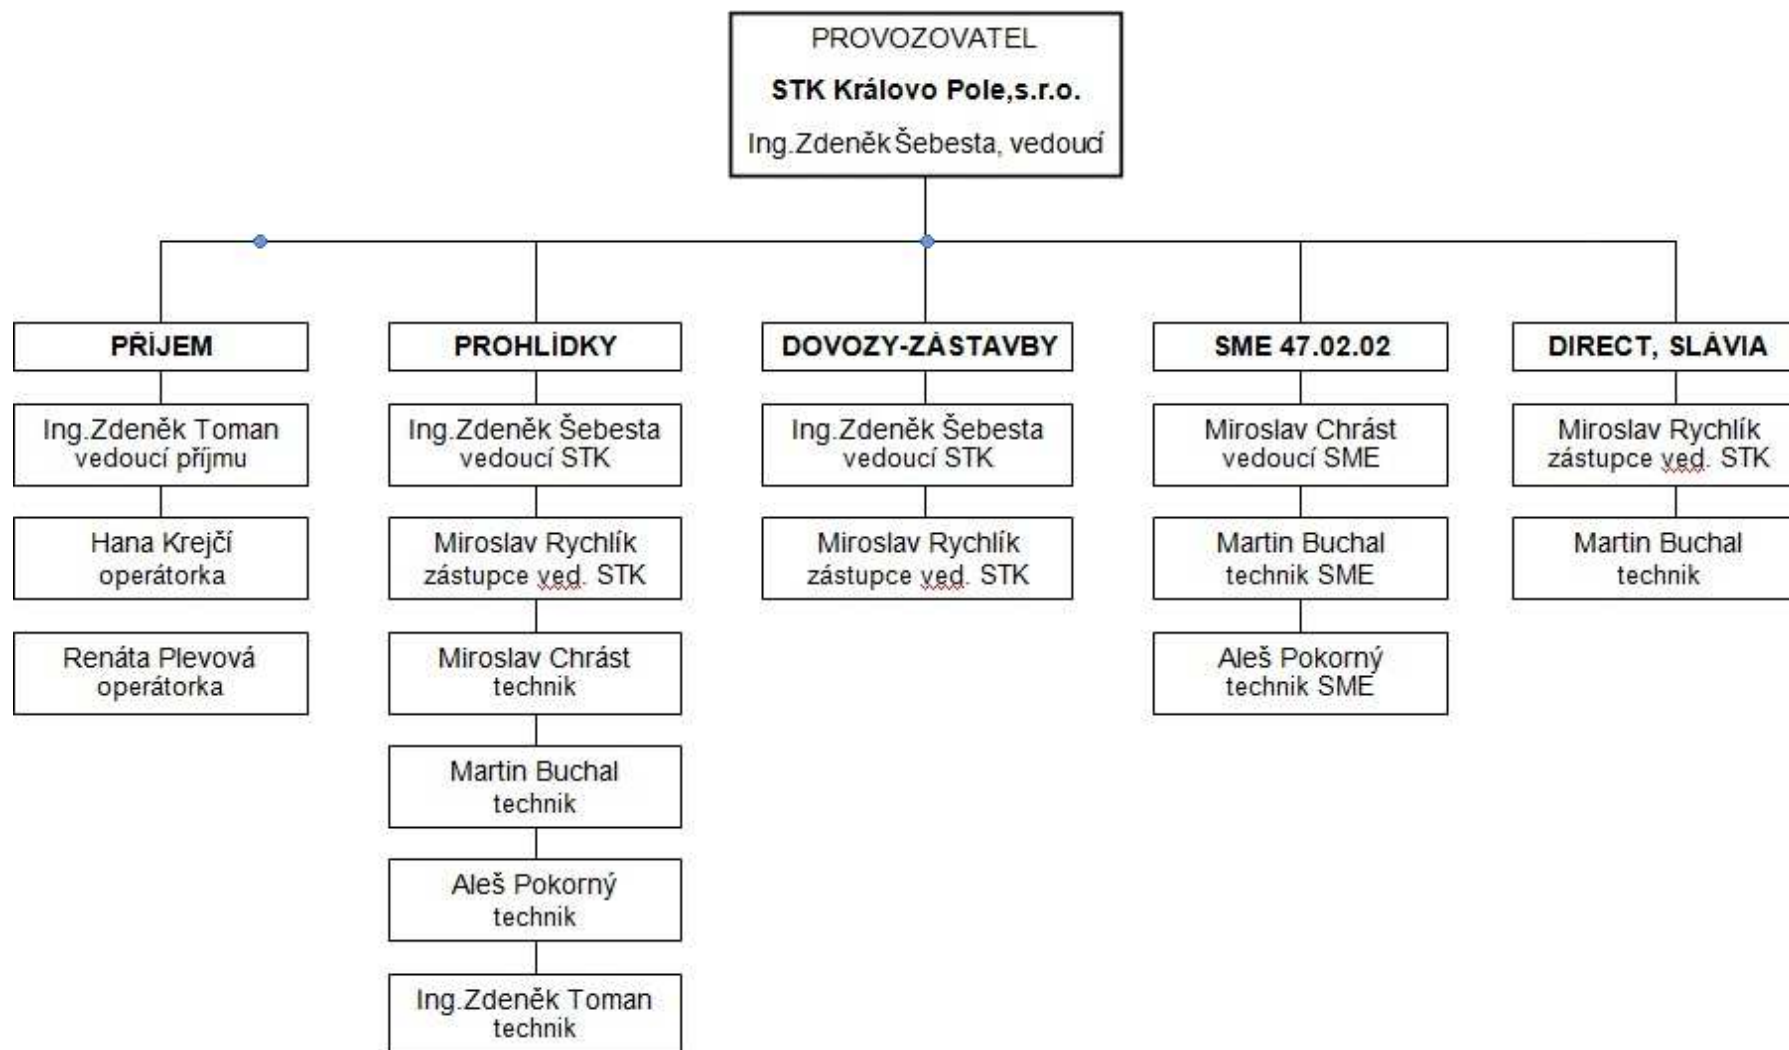 PROVOZOVATEL
STK Královo Pole,s.r.o.
Ing.Zdeněk Šebesta, vedoucí
PŘÍJEM
Ing.Zdeněk Toman
vedoucí příjmu
Hana Krejčí
operátorka
Renáta Plevová
operátorka
PROHLÍDKY
Ing.Zdeněk Šebesta
vedoucí STK
Miroslav Rychlík
zástupce ved. STK
Miroslav Chrást
technik
Martin Buchal
technik
Aleš Pokorný
technik
Ing.Zdeněk Toman
technik
DOVOZY-ZÁSTAVBY
Ing.Zdeněk Šebesta
vedoucí STK
Miroslav Rychlík
zástupce ved. STK
SME 47.02.02
Miroslav Chrást
vedoucí SME
Martin Buchal
technik SME
Aleš Pokorný
technik SME
DIRECT, SLÁVIA
Miroslav Rychlík
zástupce ved. STK
Martin Buchal
technik